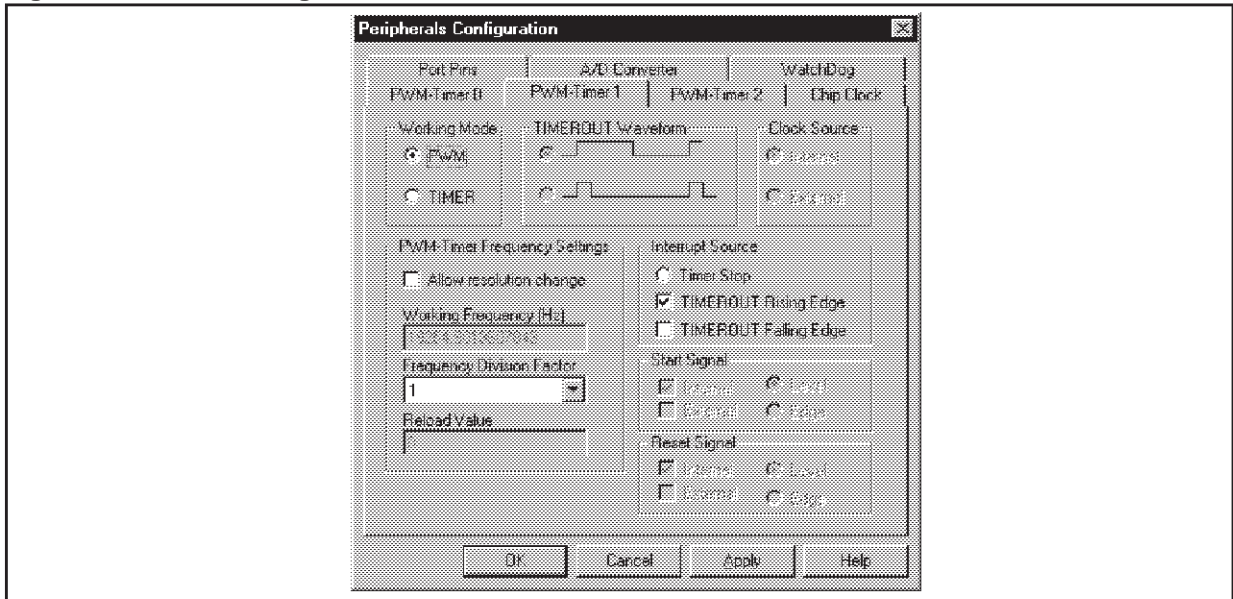 Peripherals Configuration
Port Pins A/D Converter WatchDog
PWM-Timer 0 PWM-Timer 1 PWM-Timer 2 Chip Clock
Working Mode TIMEROUT Waveform Clock Source
PWM Internal
TIMER External
PWM-Timer Frequency Settings Interrupt Source
Allow resolution change Timer Stop
TIMEROUT Rising Edge
Working Frequency [Hz] TIMEROUT Falling Edge
Frequency Division Factor Start Signal
1 Internal Level
External Edge
Reload Value
Reset Signal
Internal Level
External Edge
OK Cancel Apply Help